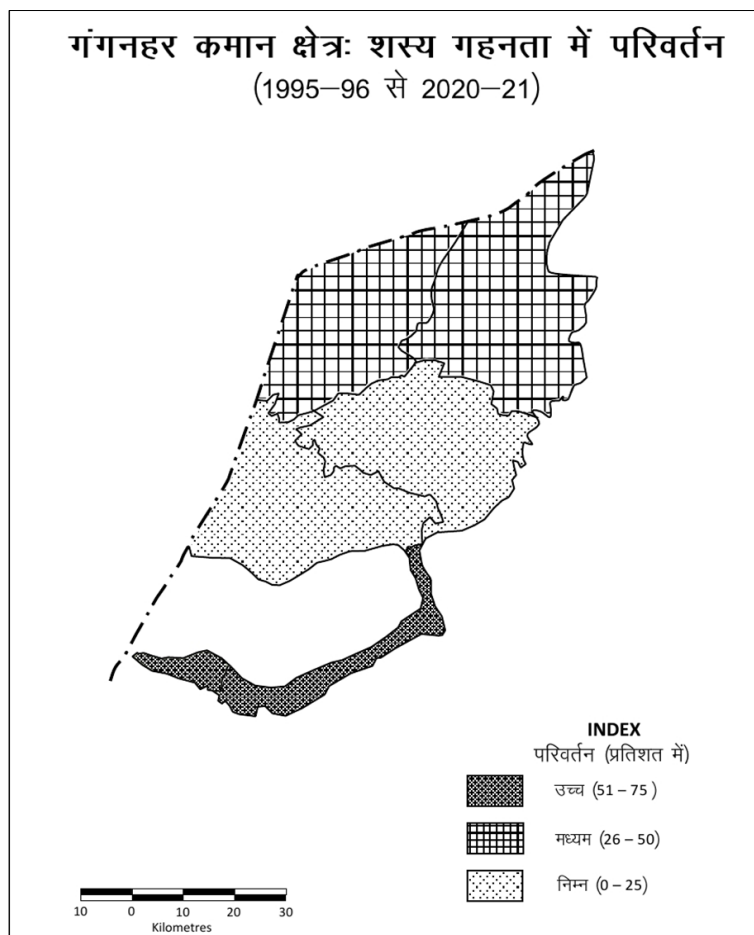 गंगनहर कमान क्षेत्रः शस्य गहनता में परिवर्तन
(1995–96 से 2020–21)
INDEX
परिवर्तन (प्रतिशत में)
उच्च (51 – 75 )
मध्यम (26 – 50)
निम्न (0 – 25)
10 0 10 20 30
Kilometres